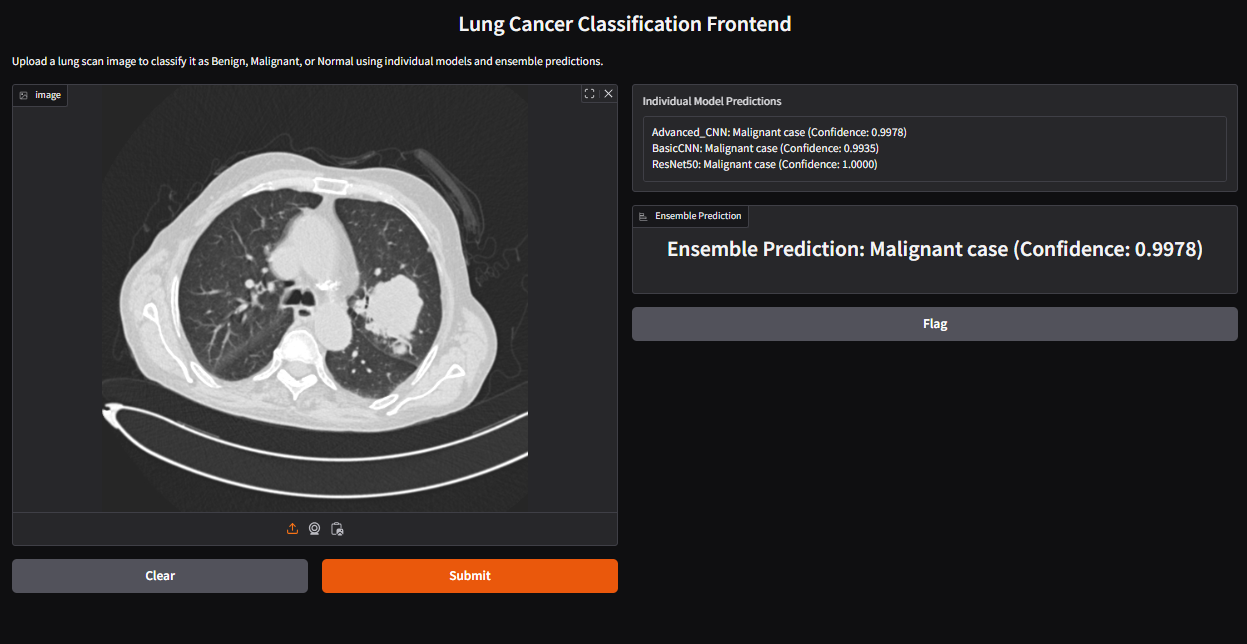 Lung Cancer Classification Frontend
Upload a lung scan image to classify it as Benign, Malignant, or Normal using individual models and ensemble predictions.
image
Individual Model Predictions
Advanced_CNN: Malignant case (Confidence: 0.9978)
BasicCNN: Malignant case (Confidence: 0.9935)
ResNet50: Malignant case (Confidence: 1.0000)
Ensemble Prediction
Ensemble Prediction: Malignant case (Confidence: 0.9978)
Flag
Clear
Submit